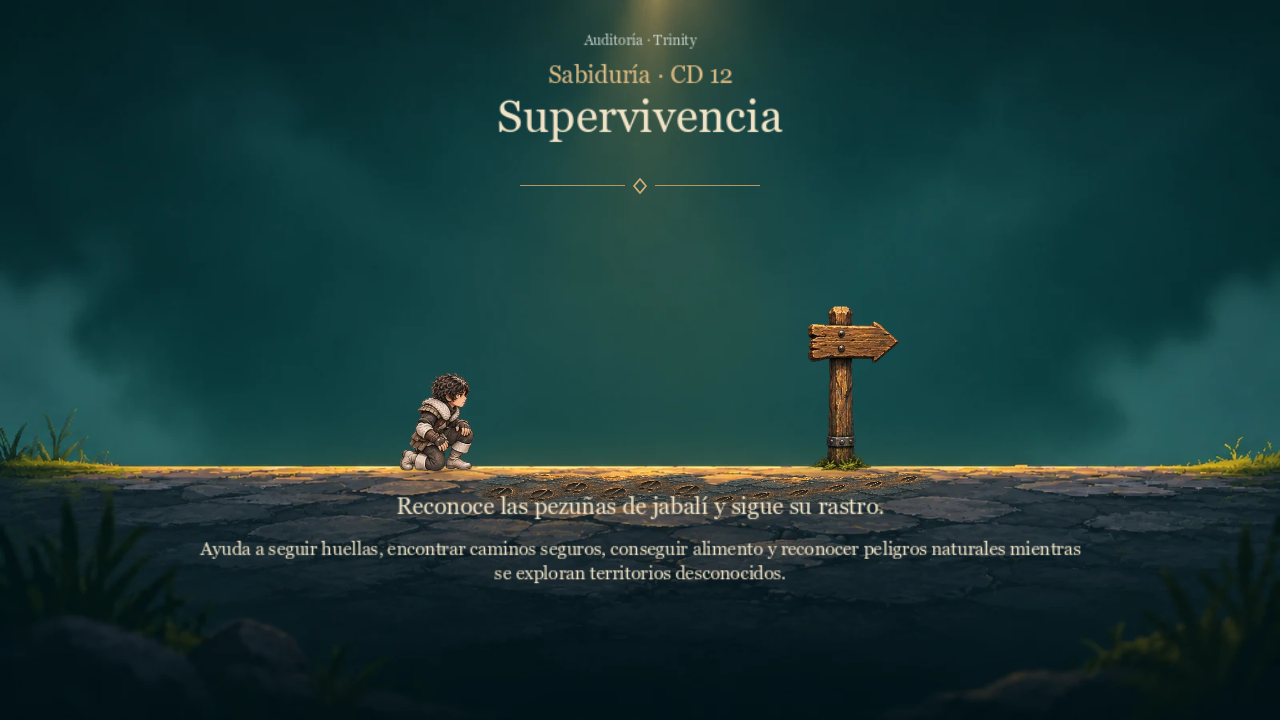 Auditoría · Trinity
Sabiduría · CD 12
Supervivencia
Reconoce las pezuñas de jabalí y sigue su rastro.
Ayuda a seguir huellas, encontrar caminos seguros, conseguir alimento y reconocer peligros naturales mientras
se exploran territorios desconocidos.